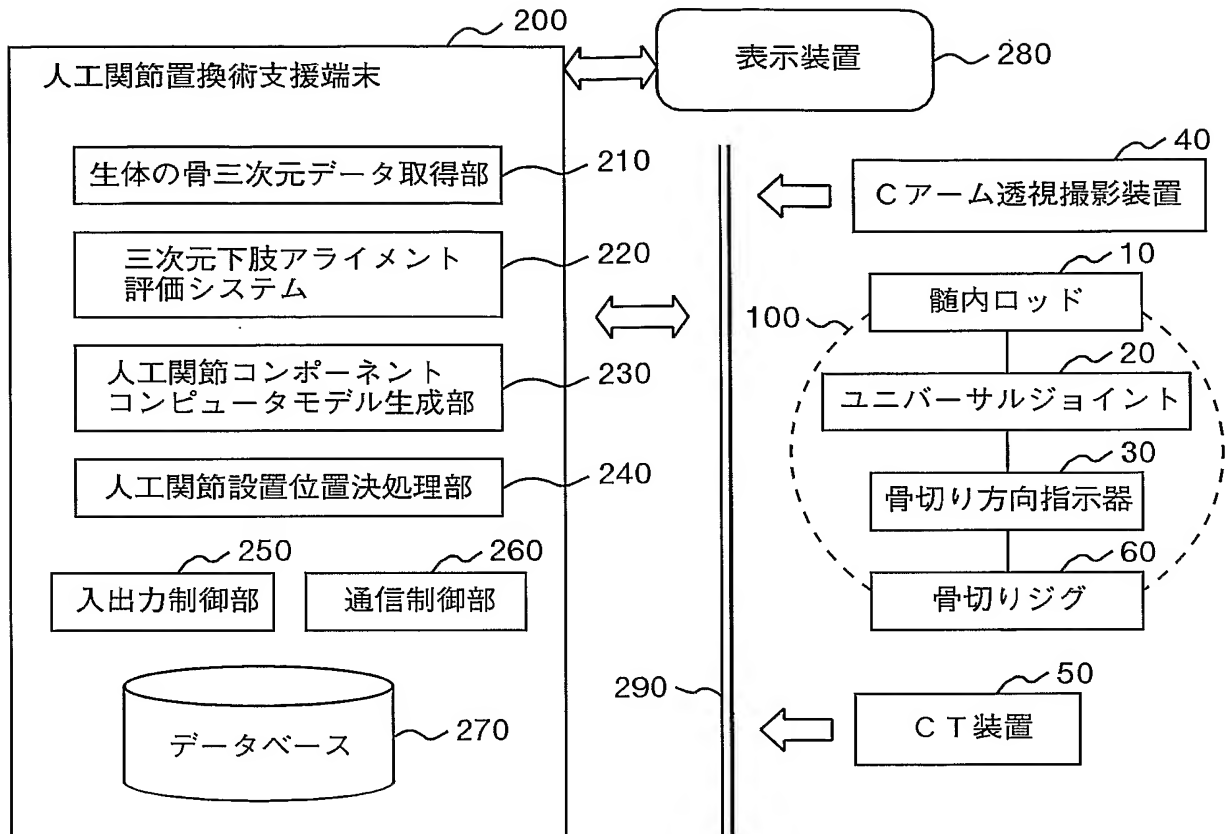 200
人工関節置換術支援端末
表示装置
280
生体の骨三次元データ取得部
210
三次元下肢アライメント
評価システム
220
人工関節コンポーネント
コンピュータモデル生成部
230
人工関節設置位置決処理部
240
250
入出力制御部
260
通信制御部
データベース
270
290
40
Cアーム透視撮影装置
10
髄内ロッド
100
20
ユニバーサルジョイント
30
骨切り方向指示器
60
骨切りジグ
50
CT装置